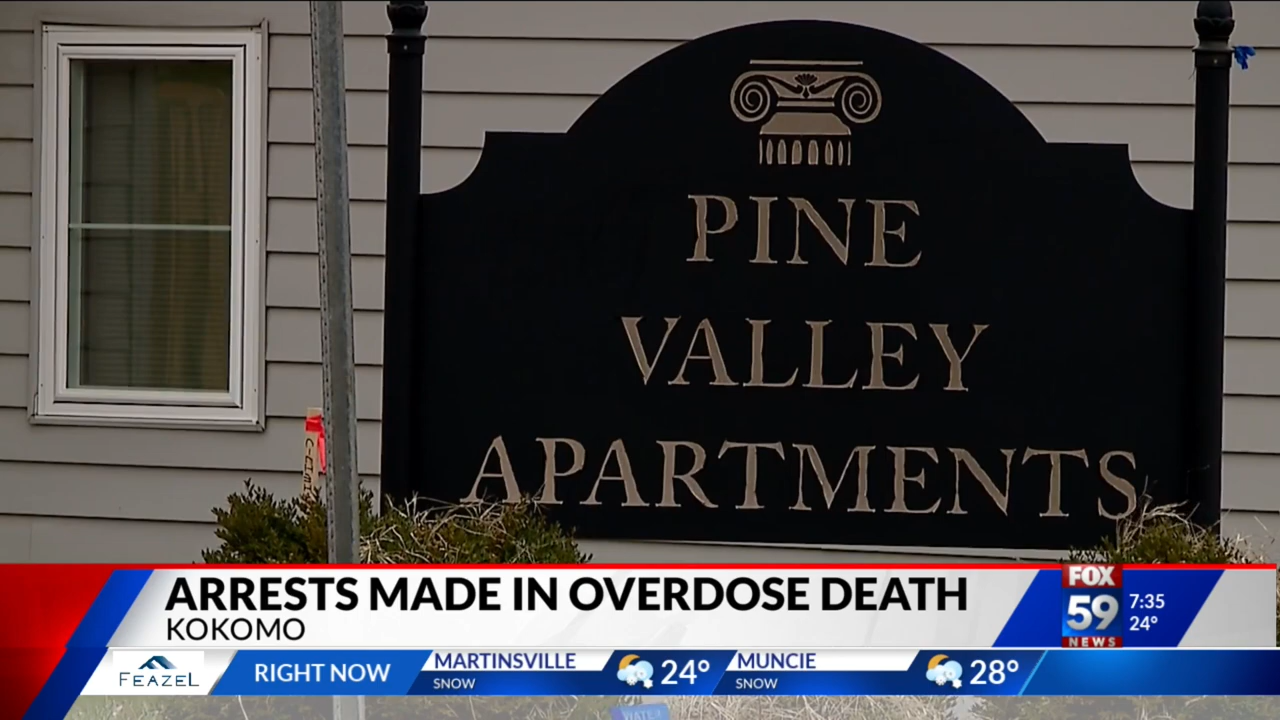 PINE
VALLEY
APARTMENTS
ARRESTS MADE IN OVERDOSE DEATH
KOKOMO
FOX
59
NEWS
7:35
24°
FEAZEL
RIGHT NOW
MARTINSVILLE
SNOW
24°
MUNCIE
SNOW
28°
WATER